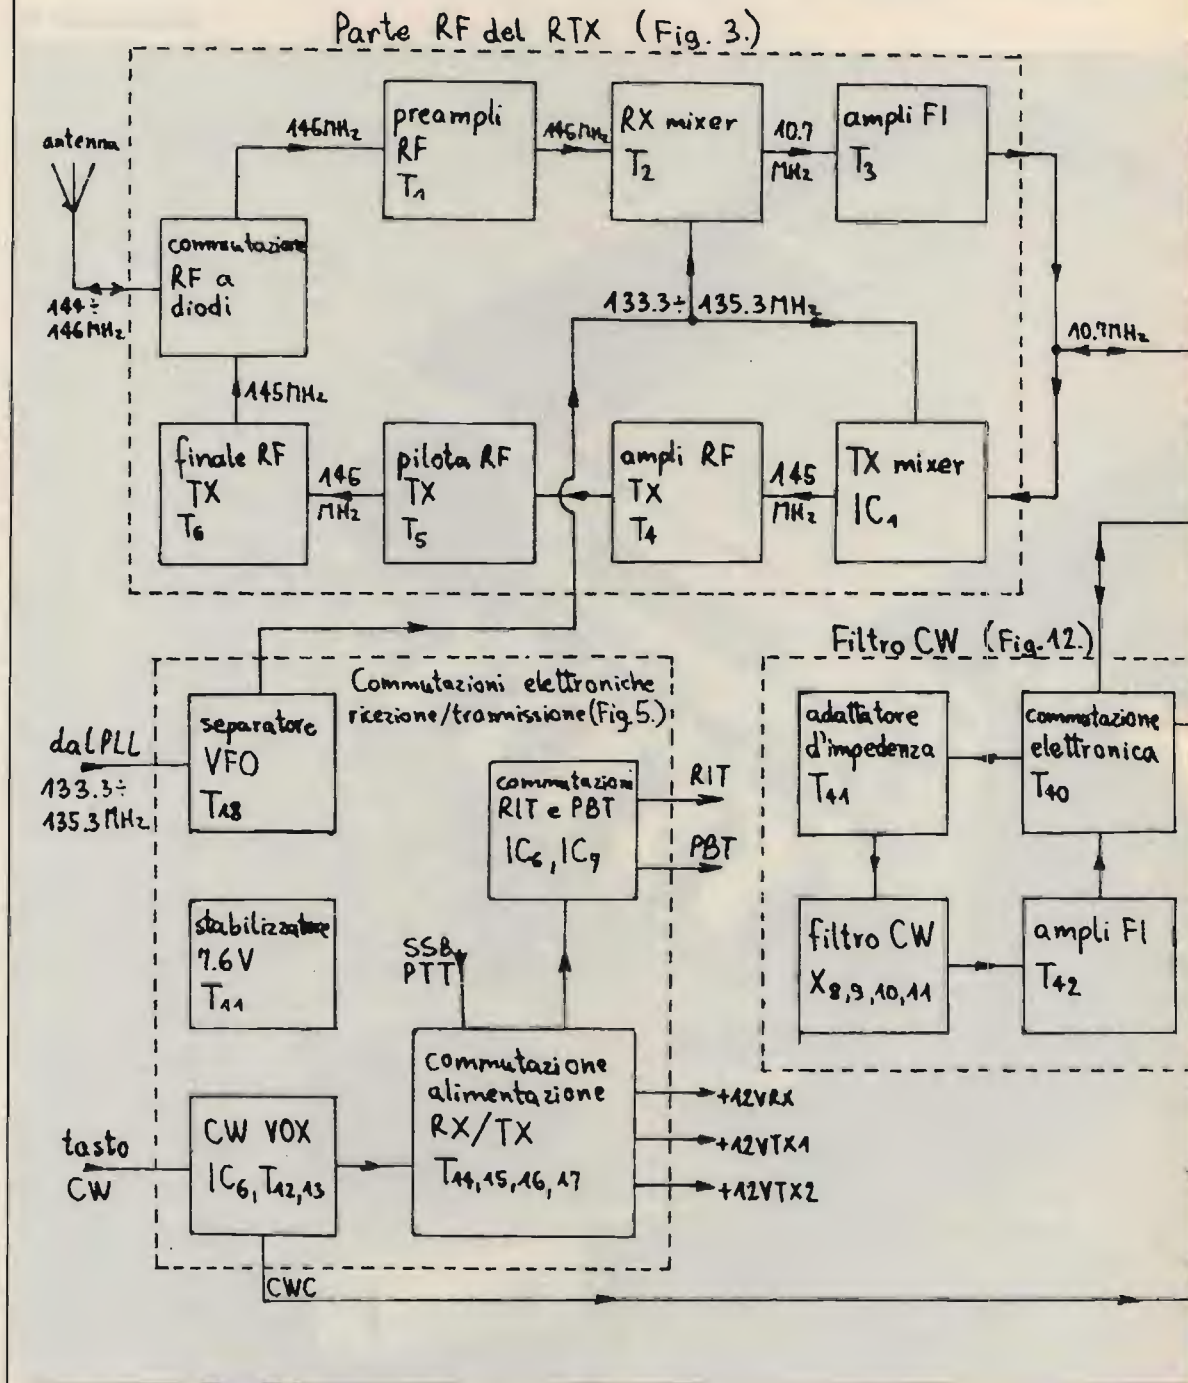 Parte RF del RTX (Fig. 3.)
antenna
144÷
146MHz
commutazione
RF a
diodi
146MHz
preampli
RF
T1
146MHz
RX mixer
T2
10.7
MHz
ampli FI
T3
133.3÷ 135.3MHz
10.7MHz
145MHz
finale RF
TX
T6
145
MHz
pilota RF
TX
T5
ampli RF
TX
T4
145
MHz
TX mixer
IC1
Commutazioni elettroniche
ricezione/trasmissione (Fig. 5.)
dal PLL
133.3÷
135.3MHz
separatore
VFO
T18
commutazioni
RIT e PBT
IC6, IC7
RIT
PBT
stabilizzatore
7.6V
T11
SSB
PTT
tasto
CW
CW VOX
IC6, T12,13
commutazione
alimentazione
RX/TX
T14,15,16,17
+12VRX
+12VTX1
+12VTX2
CWC
Filtro CW (Fig. 12.)
adattatore
d'impedenza
T41
commutazione
elettronica
T40
filtro CW
X8,9,10,11
ampli FI
T42